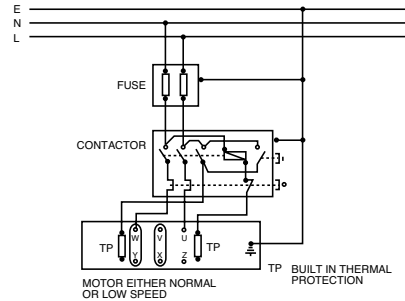 E
N
L
FUSE
CONTACTOR
I
O
W
V
U
TP
TP
Y
X
Z
TP BUILT IN THERMAL
PROTECTION
MOTOR EITHER NORMAL
OR LOW SPEED